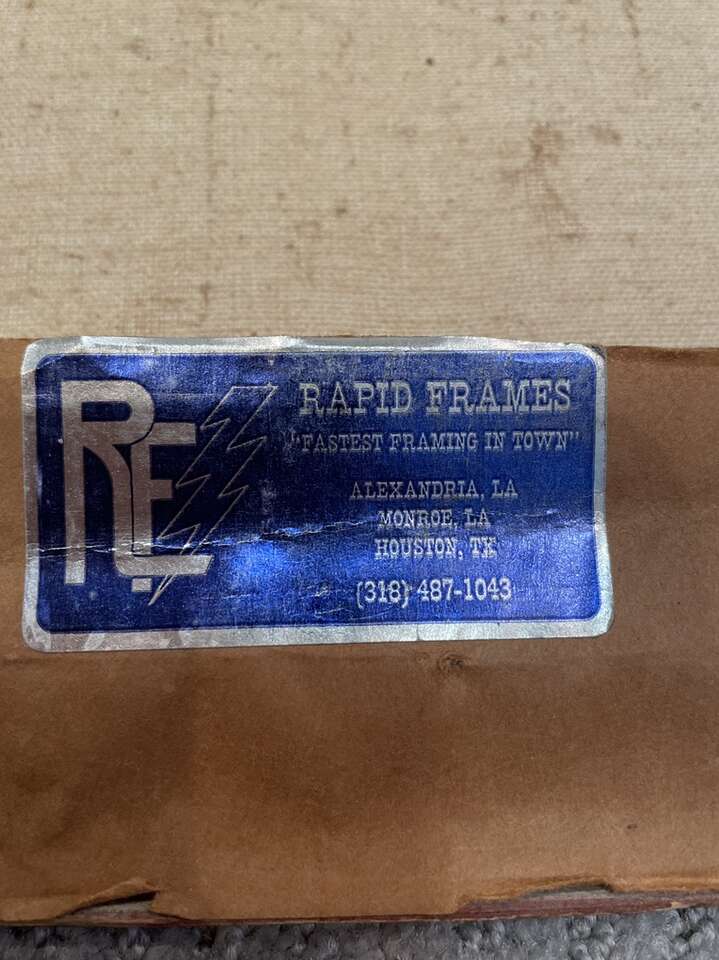 RF
RAPID FRAMES
"FASTEST FRAMING IN TOWN"
ALEXANDRIA, LA
MONROE, LA
HOUSTON, TX
(318) 487-1043